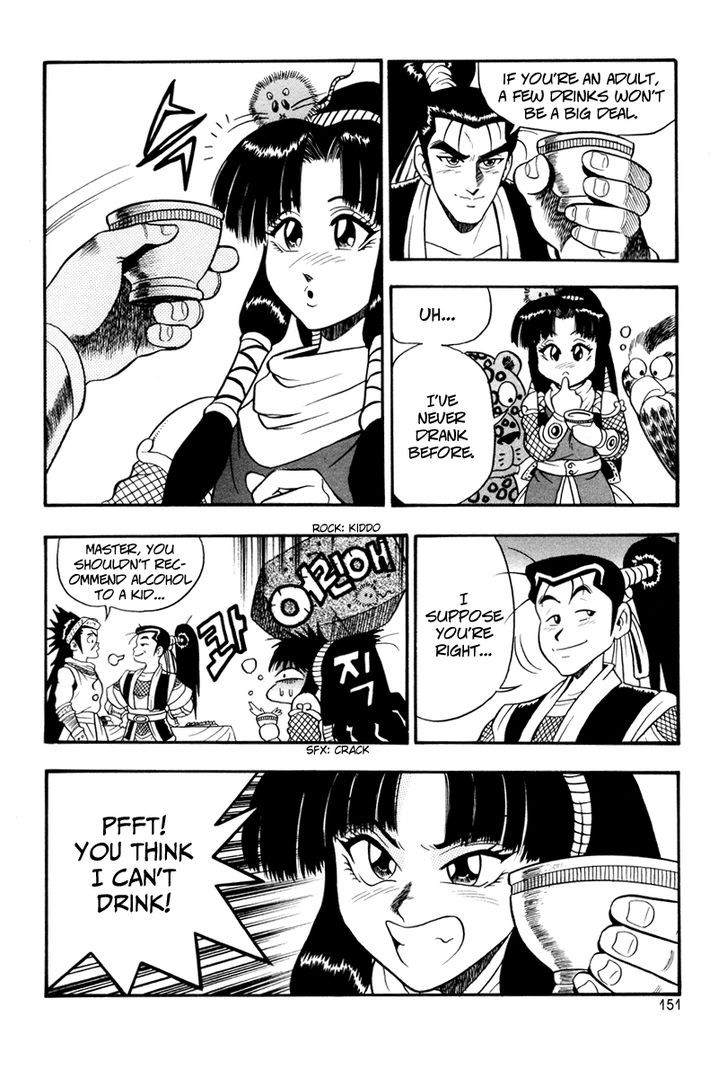 IF YOU'RE AN ADULT,
A FEW DRINKS WON'T
BE A BIG DEAL.
UH...
I'VE
NEVER
DRANK
BEFORE.
ROCK: KIDDO
MASTER, YOU
SHOULDN'T REC-
OMMEND ALCOHOL
TO A KID...
어린애
콰
직
SFX: CRACK
I
SUPPOSE
YOU'RE
RIGHT...
PFFT!
YOU THINK
I CAN'T
DRINK!
151